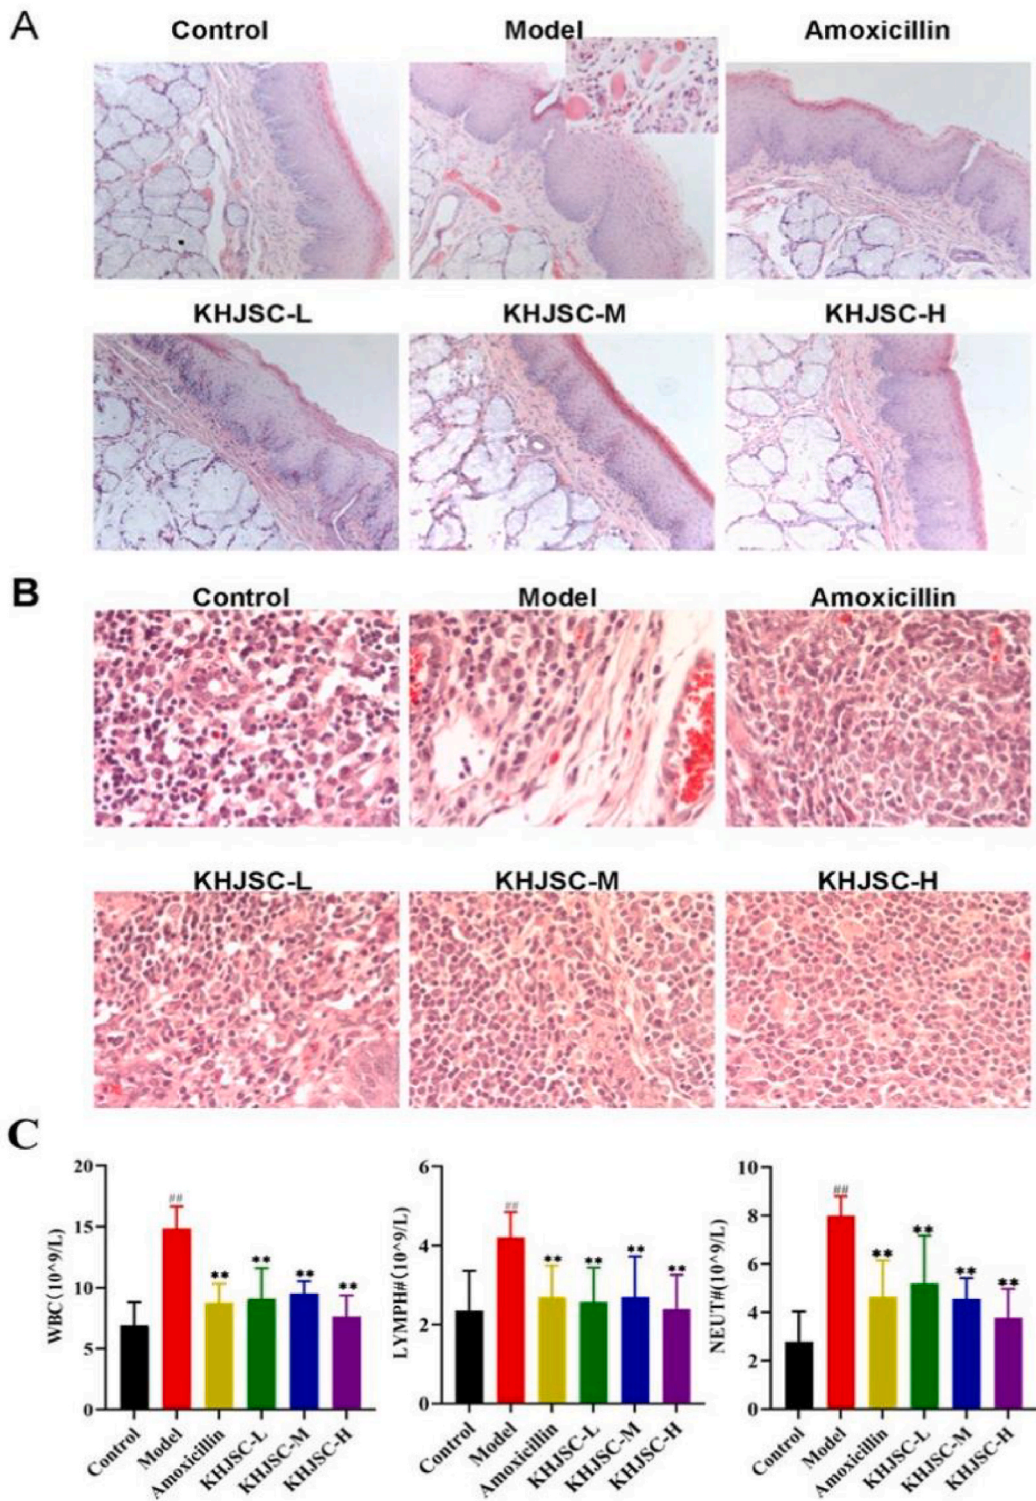 A
Control Model Amoxicillin
KHJSC-L KHJSC-M KHJSC-H
B
Control Model Amoxicillin
KHJSC-L KHJSC-M KHJSC-H
C
WBC(10^9/L)
20
15
10
5
0
##
**
**
**
**
Control
Model
Amoxicillin
KHJSC-L
KHJSC-M
KHJSC-H
LYMPH#(10^9/L)
6
4
2
0
##
**
**
**
**
Control
Model
Amoxicillin
KHJSC-L
KHJSC-M
KHJSC-H
NEUT#(10^9/L)
10
8
6
4
2
0
##
**
**
**
**
Control
Model
Amoxicillin
KHJSC-L
KHJSC-M
KHJSC-H